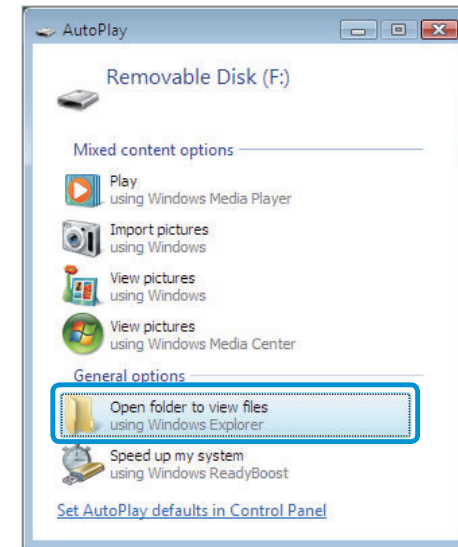 AutoPlay
Removable Disk (F:)
Mixed content options
Play
using Windows Media Player
Import pictures
using Windows
View pictures
using Windows
View pictures
using Windows Media Center
General options
Open folder to view files
using Windows Explorer
Speed up my system
using Windows ReadyBoost
Set AutoPlay defaults in Control Panel